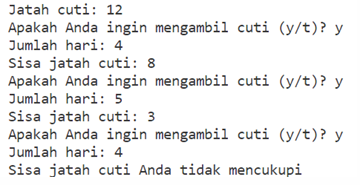 Jatah cuti: 12
Apakah Anda ingin mengambil cuti (y/t)? y
Jumlah hari: 4
Sisa jatah cuti: 8
Apakah Anda ingin mengambil cuti (y/t)? y
Jumlah hari: 5
Sisa jatah cuti: 3
Apakah Anda ingin mengambil cuti (y/t)? y
Jumlah hari: 4
Sisa jatah cuti Anda tidak mencukupi